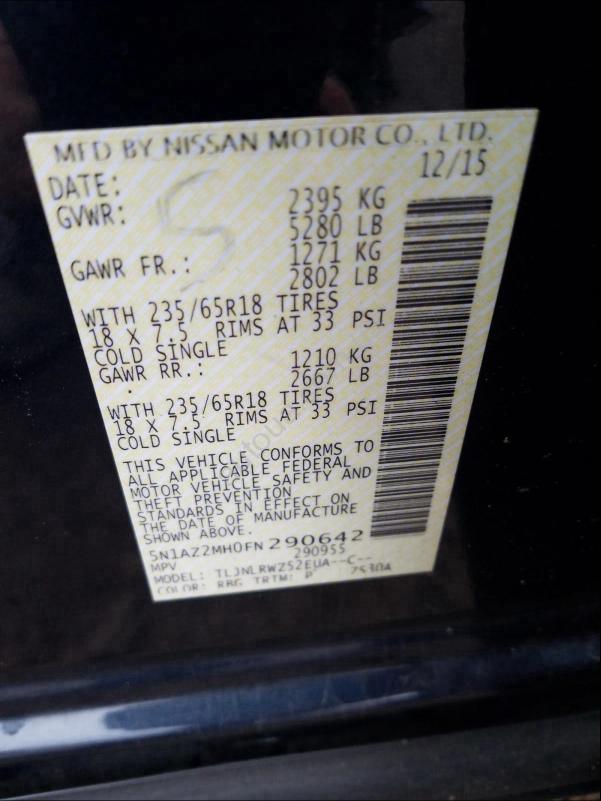 MFD BY NISSAN MOTOR CO., LTD.
DATE: 12/15
GVWR: 2395 KG
5280 LB
GAWR FR.: 1271 KG
2802 LB
WITH 235/65R18 TIRES
18 X 7.5 RIMS AT 33 PSI
COLD SINGLE
GAWR RR.: 1210 KG
2667 LB
WITH 235/65R18 TIRES
18 X 7.5 RIMS AT 33 PSI
COLD SINGLE
THIS VEHICLE CONFORMS TO
ALL APPLICABLE FEDERAL
MOTOR VEHICLE SAFETY AND
THEFT PREVENTION
STANDARDS IN EFFECT ON
THE DATE OF MANUFACTURE
SHOWN ABOVE.
5N1AZ2MH0FN290642
290955
MPV
MODEL: TLJNLRWZ52EUA--C--
COLOR: RBG TRIM: P 7S30A